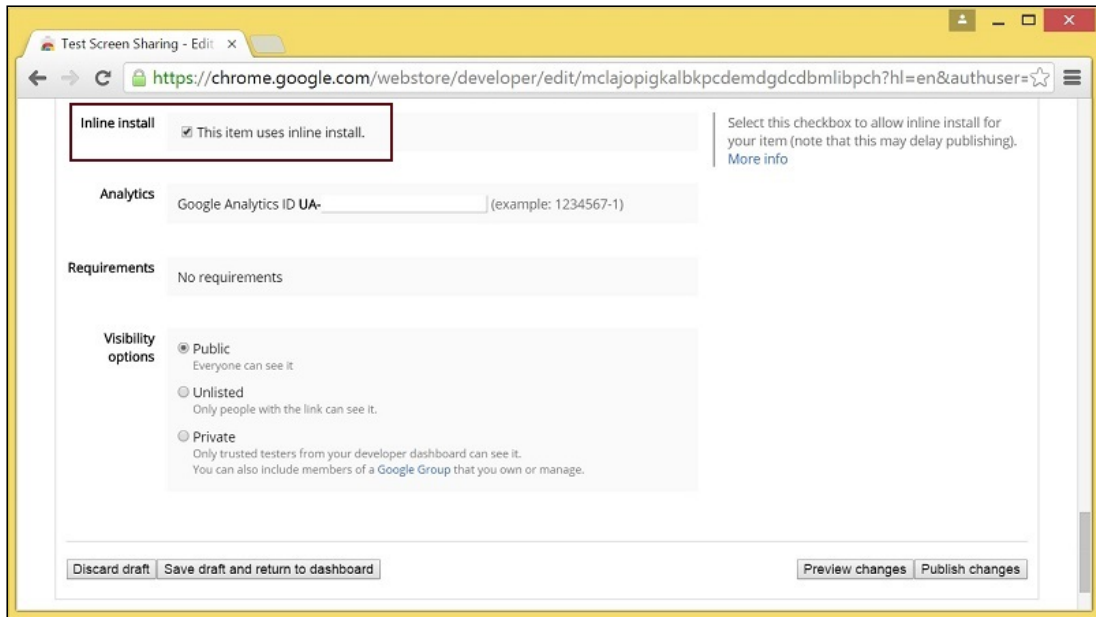 Test Screen Sharing - Edit
https://chrome.google.com/webstore/developer/edit/mclajopigkalbkpcdemdgdcdbmlibpch?hl=en&authuser=
Inline install
This item uses inline install.
Select this checkbox to allow inline install for
your item (note that this may delay publishing).
More info
Analytics
Google Analytics ID UA- (example: 1234567-1)
Requirements
No requirements
Visibility
options
Public
Everyone can see it
Unlisted
Only people with the link can see it.
Private
Only trusted testers from your developer dashboard can see it.
You can also include members of a Google Group that you own or manage.
Discard draft Save draft and return to dashboard Preview changes Publish changes